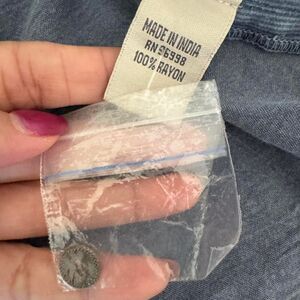 MADE IN INDIA
RN 96998
100% RAYON